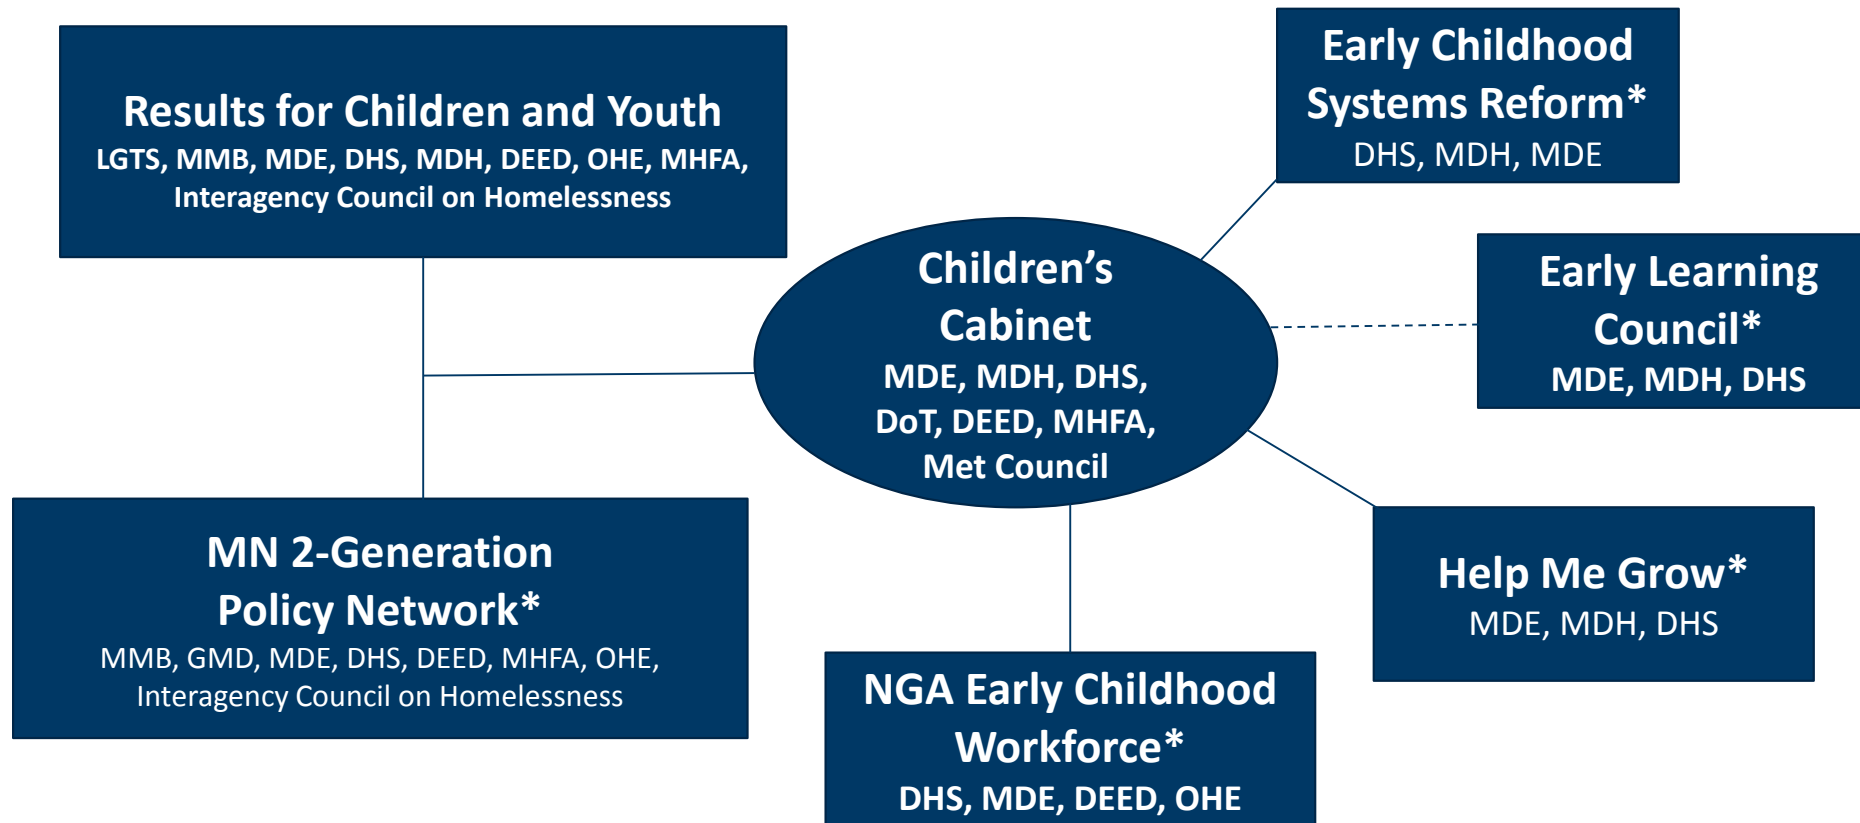 Results for Children and Youth
LGTS, MMB, MDE, DHS, MDH, DEED, OHE, MHFA,
Interagency Council on Homelessness
Early Childhood
Systems Reform*
DHS, MDH, MDE
Children’s
Cabinet
MDE, MDH, DHS,
DoT, DEED, MHFA,
Met Council
Early Learning
Council*
MDE, MDH, DHS
MN 2-Generation
Policy Network*
MMB, GMD, MDE, DHS, DEED, MHFA, OHE,
Interagency Council on Homelessness
Help Me Grow*
MDE, MDH, DHS
NGA Early Childhood
Workforce*
DHS, MDE, DEED, OHE